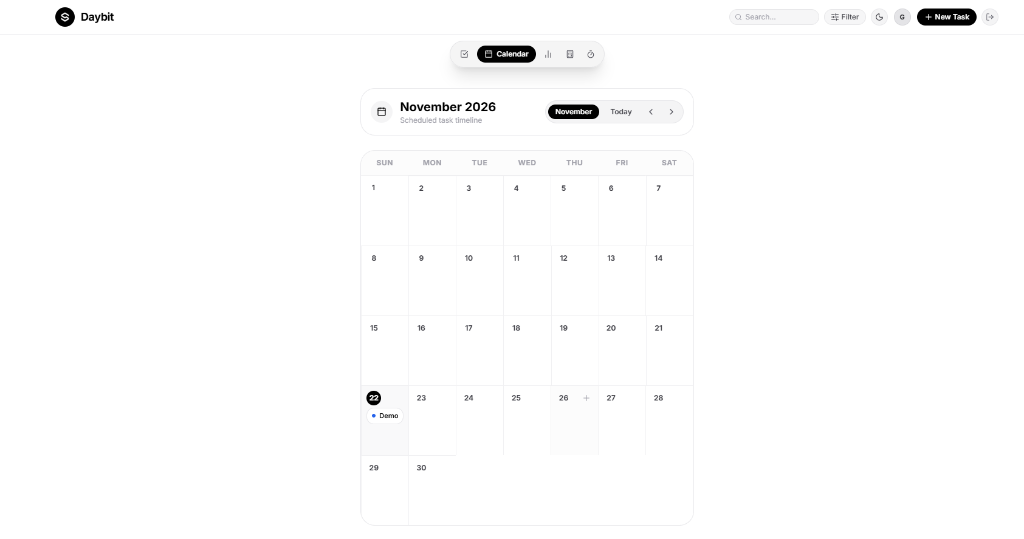 Daybit
Search...
Filter
G
New Task
Calendar
November 2026
Scheduled task timeline
November
Today
SUN MON TUE WED THU FRI SAT
1 2 3 4 5 6 7
8 9 10 11 12 13 14
15 16 17 18 19 20 21
22 23 24 25 26 27 28
Demo
29 30